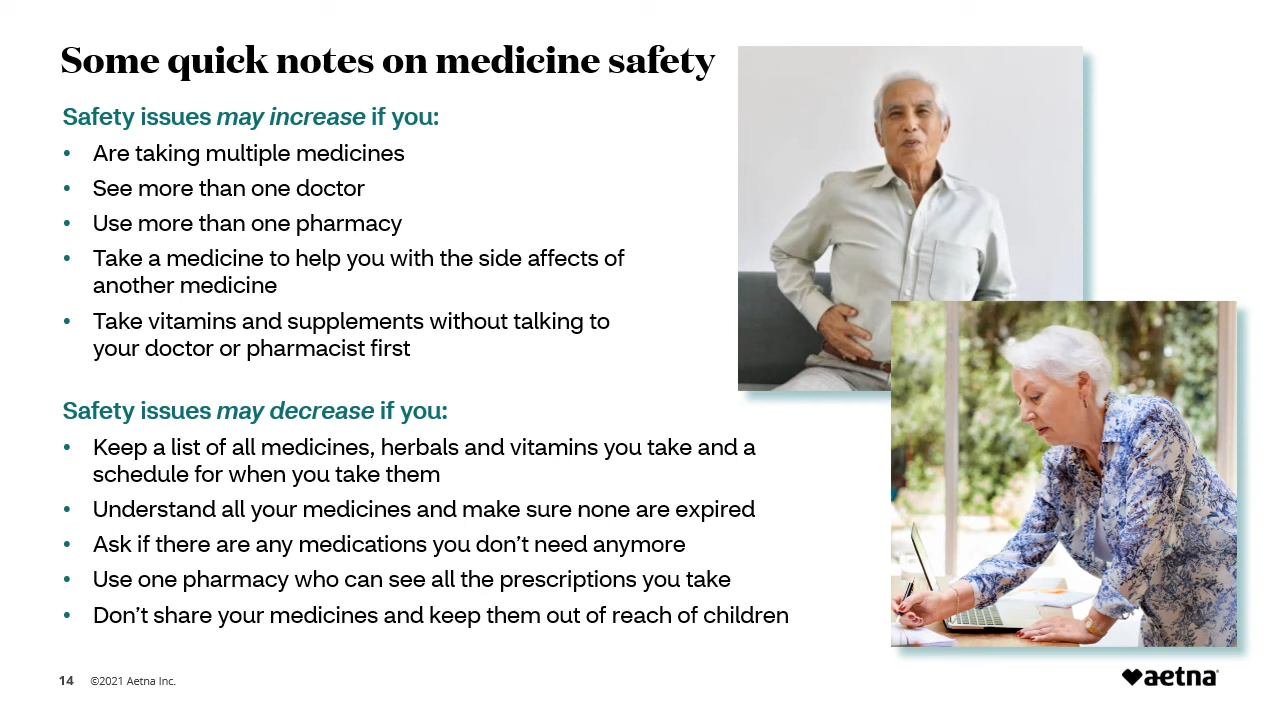 Some quick notes on medicine safety
Safety issues may increase if you:
• Are taking multiple medicines
• See more than one doctor
• Use more than one pharmacy
• Take a medicine to help you with the side affects of
another medicine
• Take vitamins and supplements without talking to
your doctor or pharmacist first
Safety issues may decrease if you:
• Keep a list of all medicines, herbals and vitamins you take and a
schedule for when you take them
• Understand all your medicines and make sure none are expired
• Ask if there are any medications you don’t need anymore
• Use one pharmacy who can see all the prescriptions you take
• Don’t share your medicines and keep them out of reach of children
14 ©2021 Aetna Inc.
aetna®